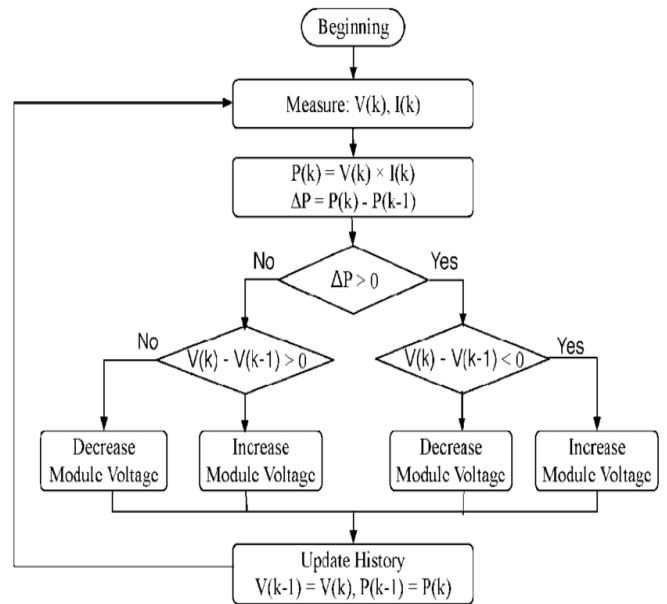 Beginning
Measure: V(k), I(k)
P(k) = V(k) × I(k)
ΔP = P(k) - P(k-1)
No
Yes
ΔP > 0
No
V(k) - V(k-1) > 0
V(k) - V(k-1) < 0
Yes
Decrease
Module Voltage
Increase
Module Voltage
Decrease
Module Voltage
Increase
Module Voltage
Update History
V(k-1) = V(k), P(k-1) = P(k)